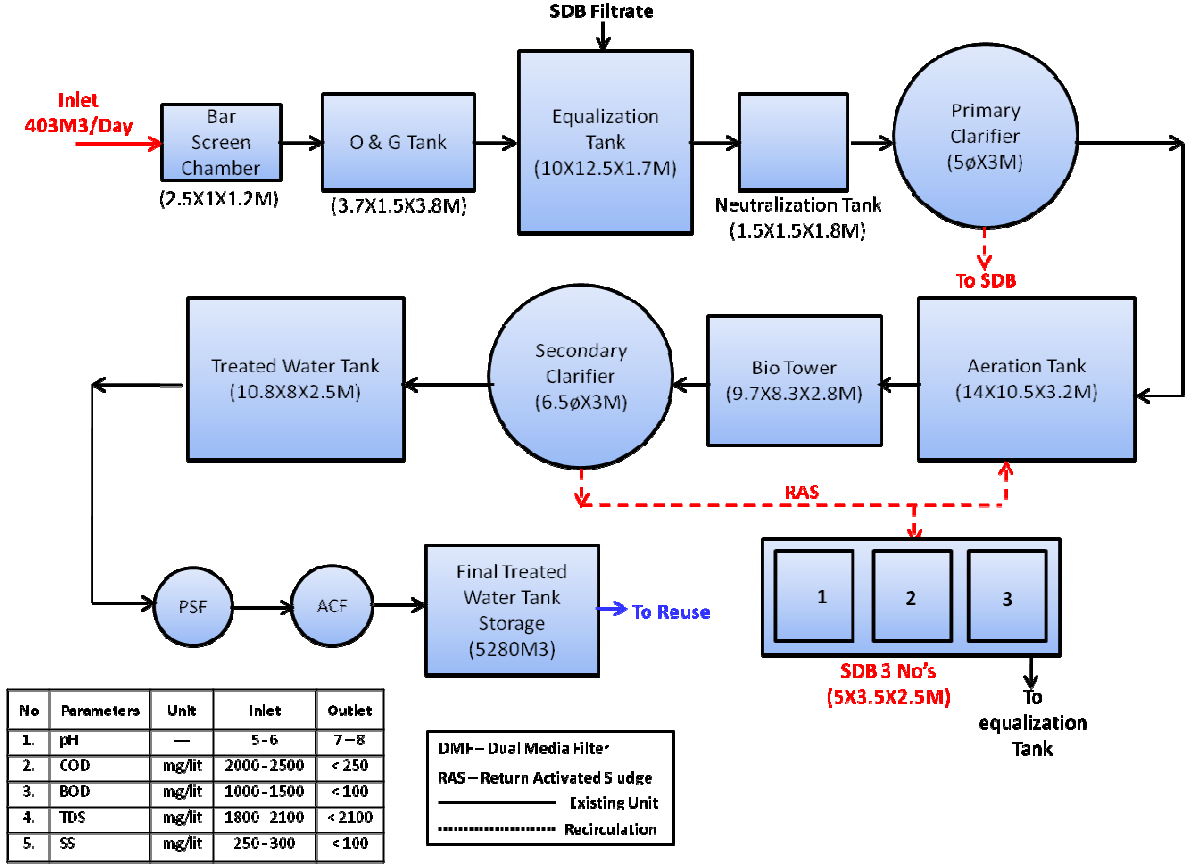 SDB Filtrate
Inlet
403M3/Day
Bar
Screen
Chamber
(2.5X1X1.2M)
O & G Tank
(3.7X1.5X3.8M)
Equalization
Tank
(10X12.5X1.7M)
Neutralization Tank
(1.5X1.5X1.8M)
Primary
Clarifier
(5øX3M)
To SDB
Treated Water Tank
(10.8X8X2.5M)
Secondary
Clarifier
(6.5øX3M)
Bio Tower
(9.7X8.3X2.8M)
Aeration Tank
(14X10.5X3.2M)
RAS
PSF
ACF
Final Treated
Water Tank
Storage
(5280M3)
To Reuse
1 2 3
SDB 3 No's
(5X3.5X2.5M)
To
equalization
Tank
No Parameters Unit Inlet Outlet
1. pH — 5-6 7–8
2. COD mg/lit 2000-2500 <250
3. BOD mg/lit 1000-1500 <100
4. TDS mg/lit 1800-2100 <2100
5. SS mg/lit 250-300 <100
DMF – Dual Media Filter
RAS – Return Activated S udge
Existing Unit
Recirculation